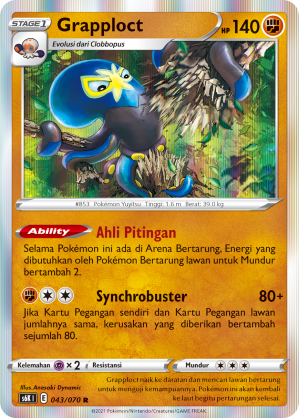 STAGE 1
Grapploct
HP 140
Evolusi dari Clobbopus
#853 Pokémon Yuyitsu Tinggi: 1.6 m Berat: 39.0 kg
Ability
Ahli Pitingan
Selama Pokémon ini ada di Arena Bertarung, Energi yang
dibutuhkan oleh Pokémon Bertarung lawan untuk Mundur
bertambah 2.
Synchrobuster 80+
Jika Kartu Pegangan sendiri dan Kartu Pegangan lawan
jumlahnya sama, kerusakan yang diberikan bertambah
sejumlah 80.
Kelemahan × 2 Resistansi Mundur
Illus. Anesaki Dynamic
s6K I E 043/070 R
Grapploct naik ke daratan dan mencari lawan bertarung
untuk menguji kemampuannya. Pokémon ini akan kembali
ke laut begitu pertarungan selesai.
©2021 Pokémon/Nintendo/Creatures/GAME FREAK.